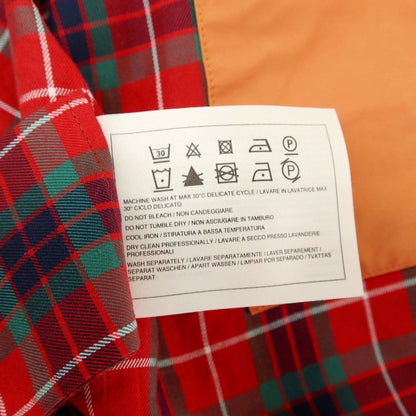 30 P
P
MACHINE WASH AT MAX 30°C DELICATE CYCLE / LAVARE IN LAVATRICE MAX
30° CICLO DELICATO
DO NOT BLEACH / NON CANDEGGIARE
DO NOT TUMBLE DRY / NON ASCIUGARE IN TAMBURO
COOL IRON / STIRATURA A BASSA TEMPERATURA
DRY CLEAN PROFESSIONALLY / LAVARE A SECCO PRESSO LAVANDERIE
PROFESSIONALI
WASH SEPARATELY / LAVARE SEPARATAMENTE / LAVER SEPAREMENT /
SEPARAT WASCHEN / APART WASSEN / LIMPIAR POR SEPARADO / TVATTAS
SEPARAT